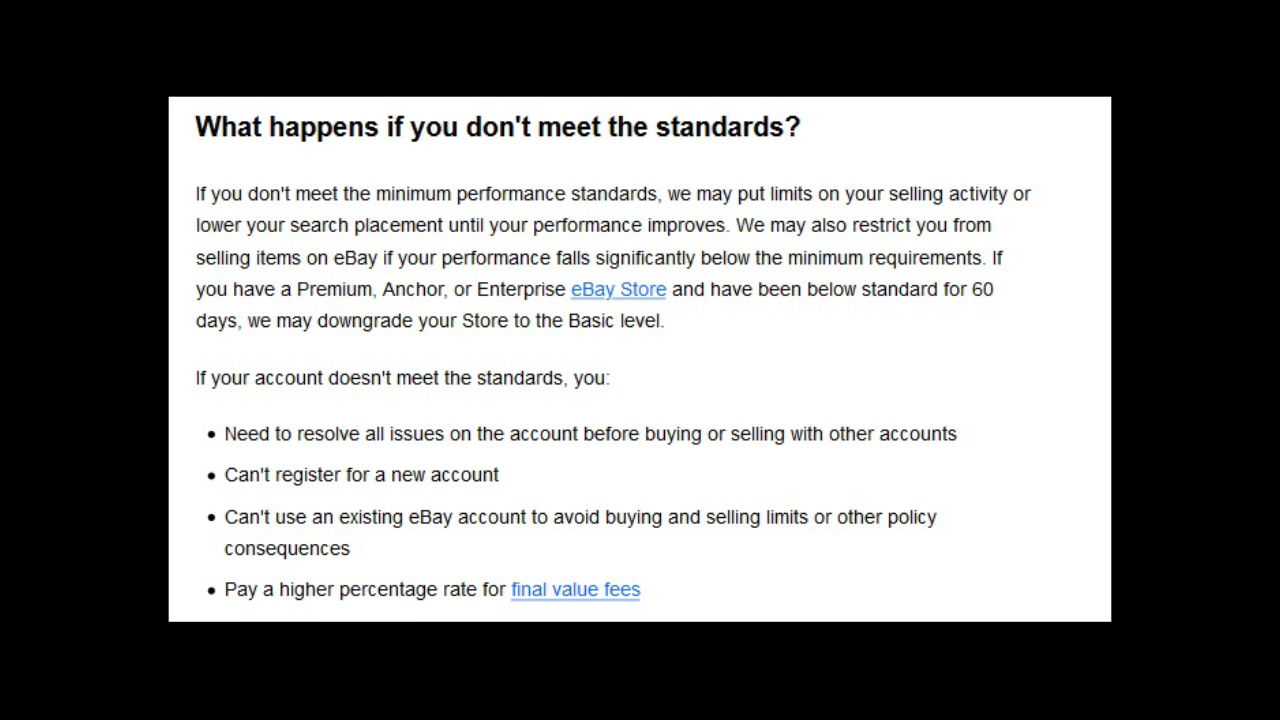 What happens if you don't meet the standards?
If you don't meet the minimum performance standards, we may put limits on your selling activity or
lower your search placement until your performance improves. We may also restrict you from
selling items on eBay if your performance falls significantly below the minimum requirements. If
you have a Premium, Anchor, or Enterprise eBay Store and have been below standard for 60
days, we may downgrade your Store to the Basic level.
If your account doesn't meet the standards, you:
• Need to resolve all issues on the account before buying or selling with other accounts
• Can't register for a new account
• Can't use an existing eBay account to avoid buying and selling limits or other policy
consequences
• Pay a higher percentage rate for final value fees